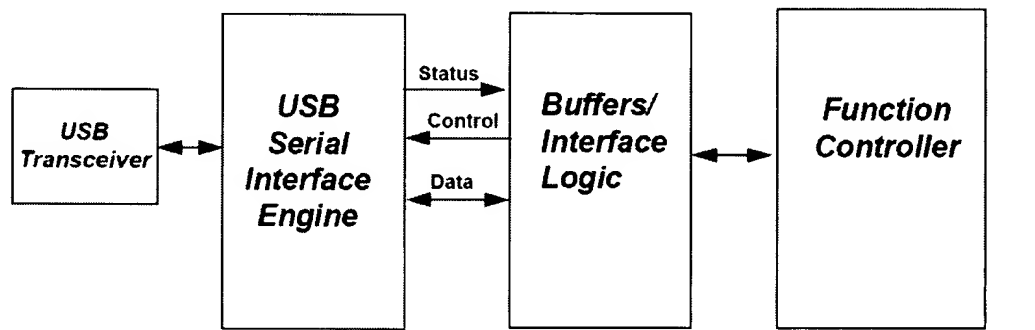 USB
Transceiver
USB
Serial
Interface
Engine
Status
Control
Data
Buffers/
Interface
Logic
Function
Controller